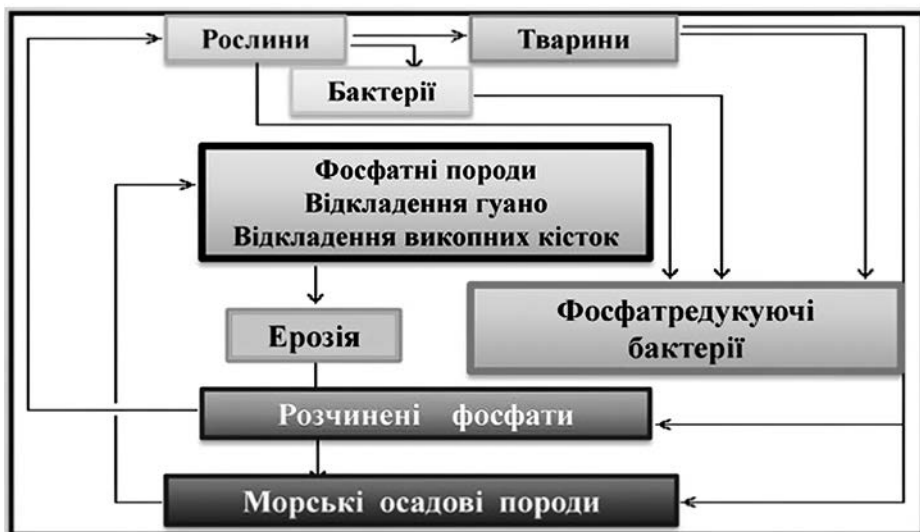 Рослини
Тварини
Бактерії
Фосфатні породи
Відкладення гуано
Відкладення викопних кісток
Фосфатредукуючі
бактерії
Ерозія
Розчинені фосфати
Морські осадові породи